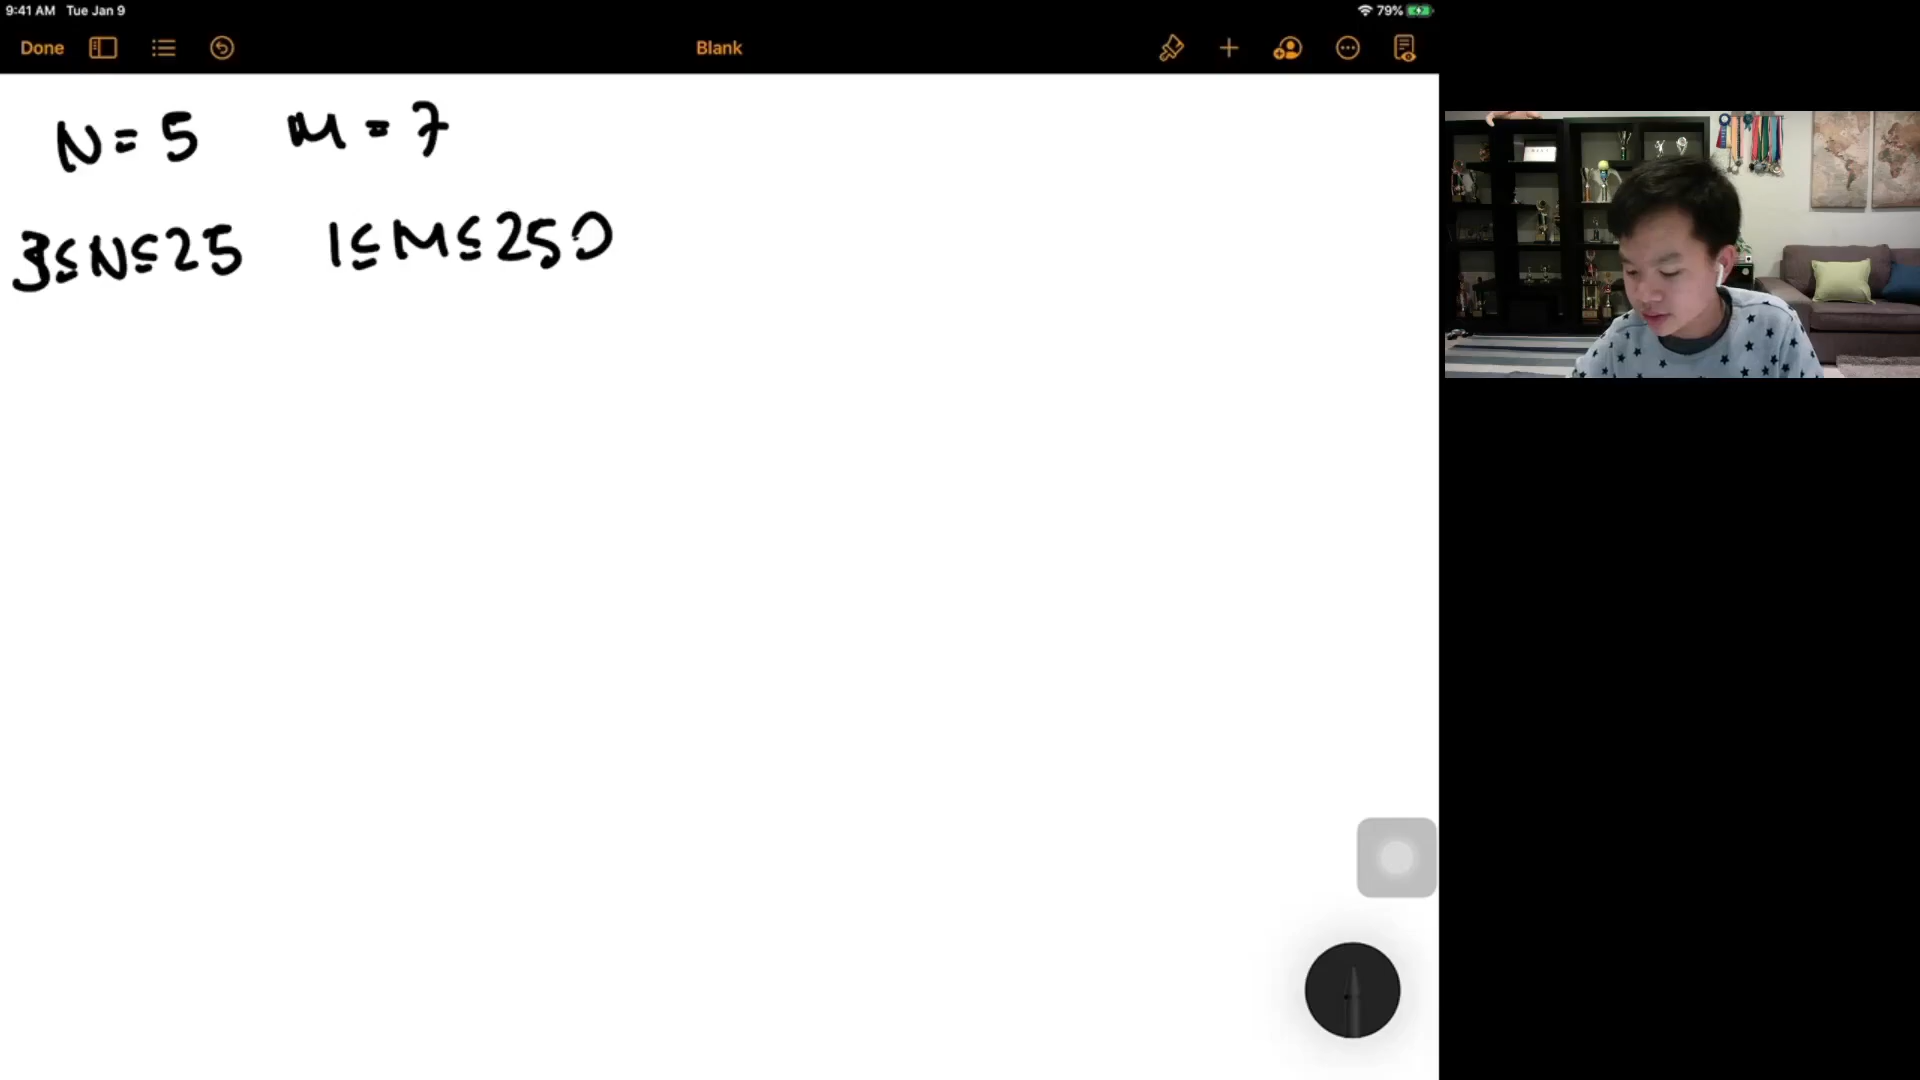 9:41 AM Tue Jan 9
79%
Done
Blank
N = 5 M = 7
3 ≤ N ≤ 25 1 ≤ M ≤ 250